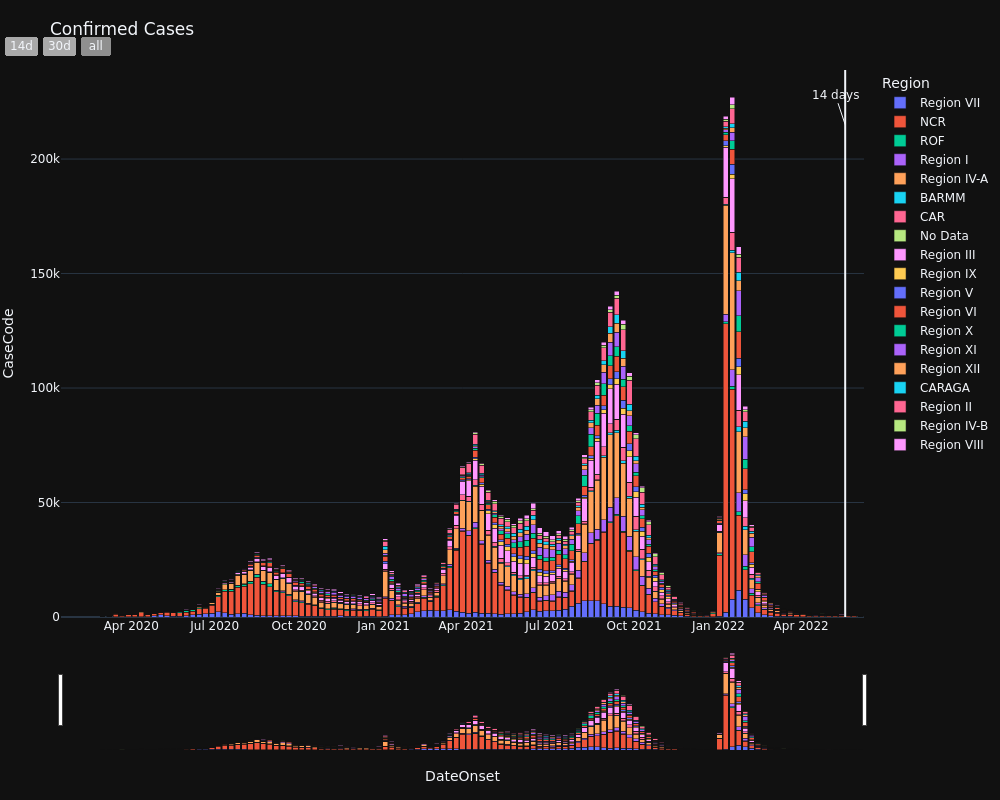 Confirmed Cases
14d 30d all
14 days
Region
Region VII
NCR
ROF
Region I
Region IV-A
BARMM
CAR
No Data
Region III
Region IX
Region V
Region VI
Region X
Region XI
Region XII
CARAGA
Region II
Region IV-B
Region VIII
CaseCode
200k
150k
100k
50k
0
Apr 2020 Jul 2020 Oct 2020 Jan 2021 Apr 2021 Jul 2021 Oct 2021 Jan 2022 Apr 2022
DateOnset